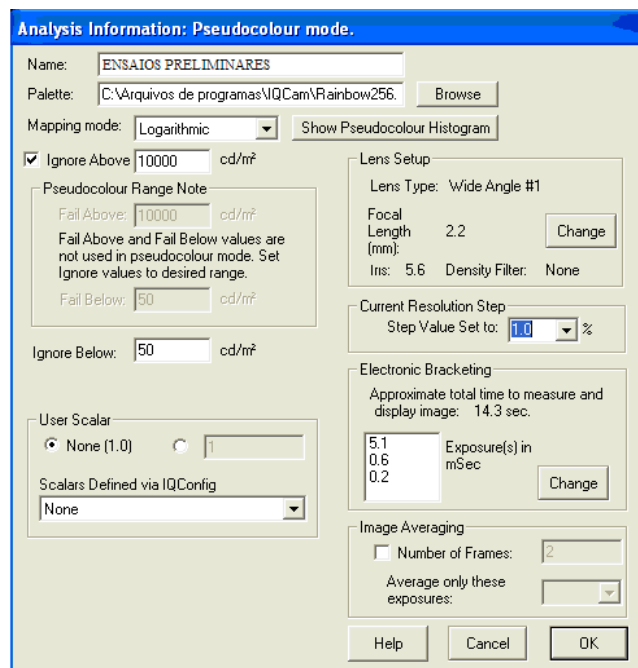 Analysis Information: Pseudocolour mode.
Name: ENSAIOS PRELIMINARES
Palette: C:\Arquivos de programas\IQCam\Rainbow256. Browse
Mapping mode: Logarithmic Show Pseudocolour Histogram
Ignore Above 10000 cd/m²
Pseudocolour Range Note
Fail Above: 10000 cd/m²
Fail Above and Fail Below values are
not used in pseudocolour mode. Set
Ignore values to desired range.
Fail Below: 50 cd/m²
Ignore Below: 50 cd/m²
User Scalar
None (1.0) 1
Scalars Defined via IQConfig
None
Lens Setup
Lens Type: Wide Angle #1
Focal
Length
(mm): 2.2 Change
Iris: 5.6 Density Filter: None
Current Resolution Step
Step Value Set to: 1.0 %
Electronic Bracketing
Approximate total time to measure and
display image: 14.3 sec.
5.1
0.6
0.2
Exposure(s) in
mSec
Change
Image Averaging
Number of Frames: 2
Average only these
exposures:
Help Cancel OK